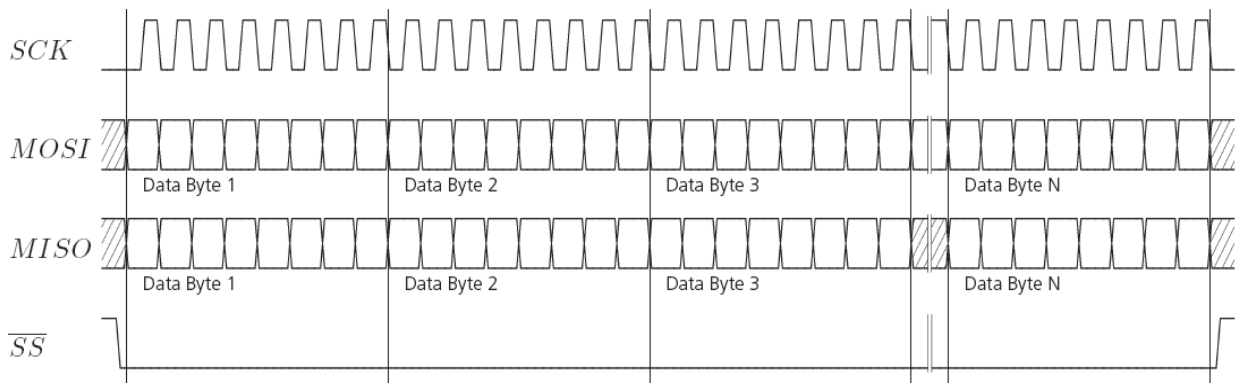 SCK
MOSI
Data Byte 1 Data Byte 2 Data Byte 3 Data Byte N
MISO
Data Byte 1 Data Byte 2 Data Byte 3 Data Byte N
S̅S̅